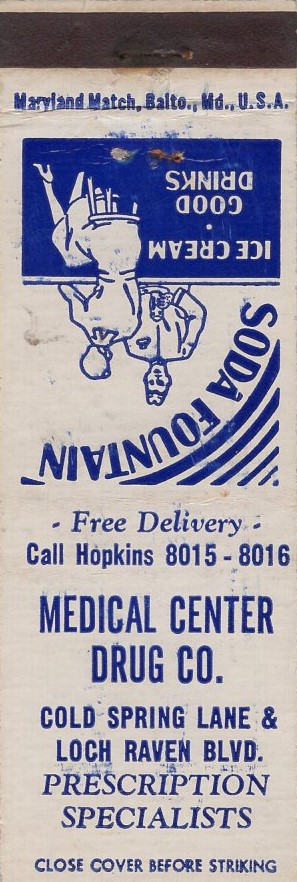 Maryland Match, Balto., Md., U.S.A.
SODA FOUNTAIN
ICE CREAM
•
GOOD
DRINKS
- Free Delivery -
Call Hopkins 8015 - 8016
MEDICAL CENTER
DRUG CO.
COLD SPRING LANE &
LOCH RAVEN BLVD.
PRESCRIPTION
SPECIALISTS
CLOSE COVER BEFORE STRIKING